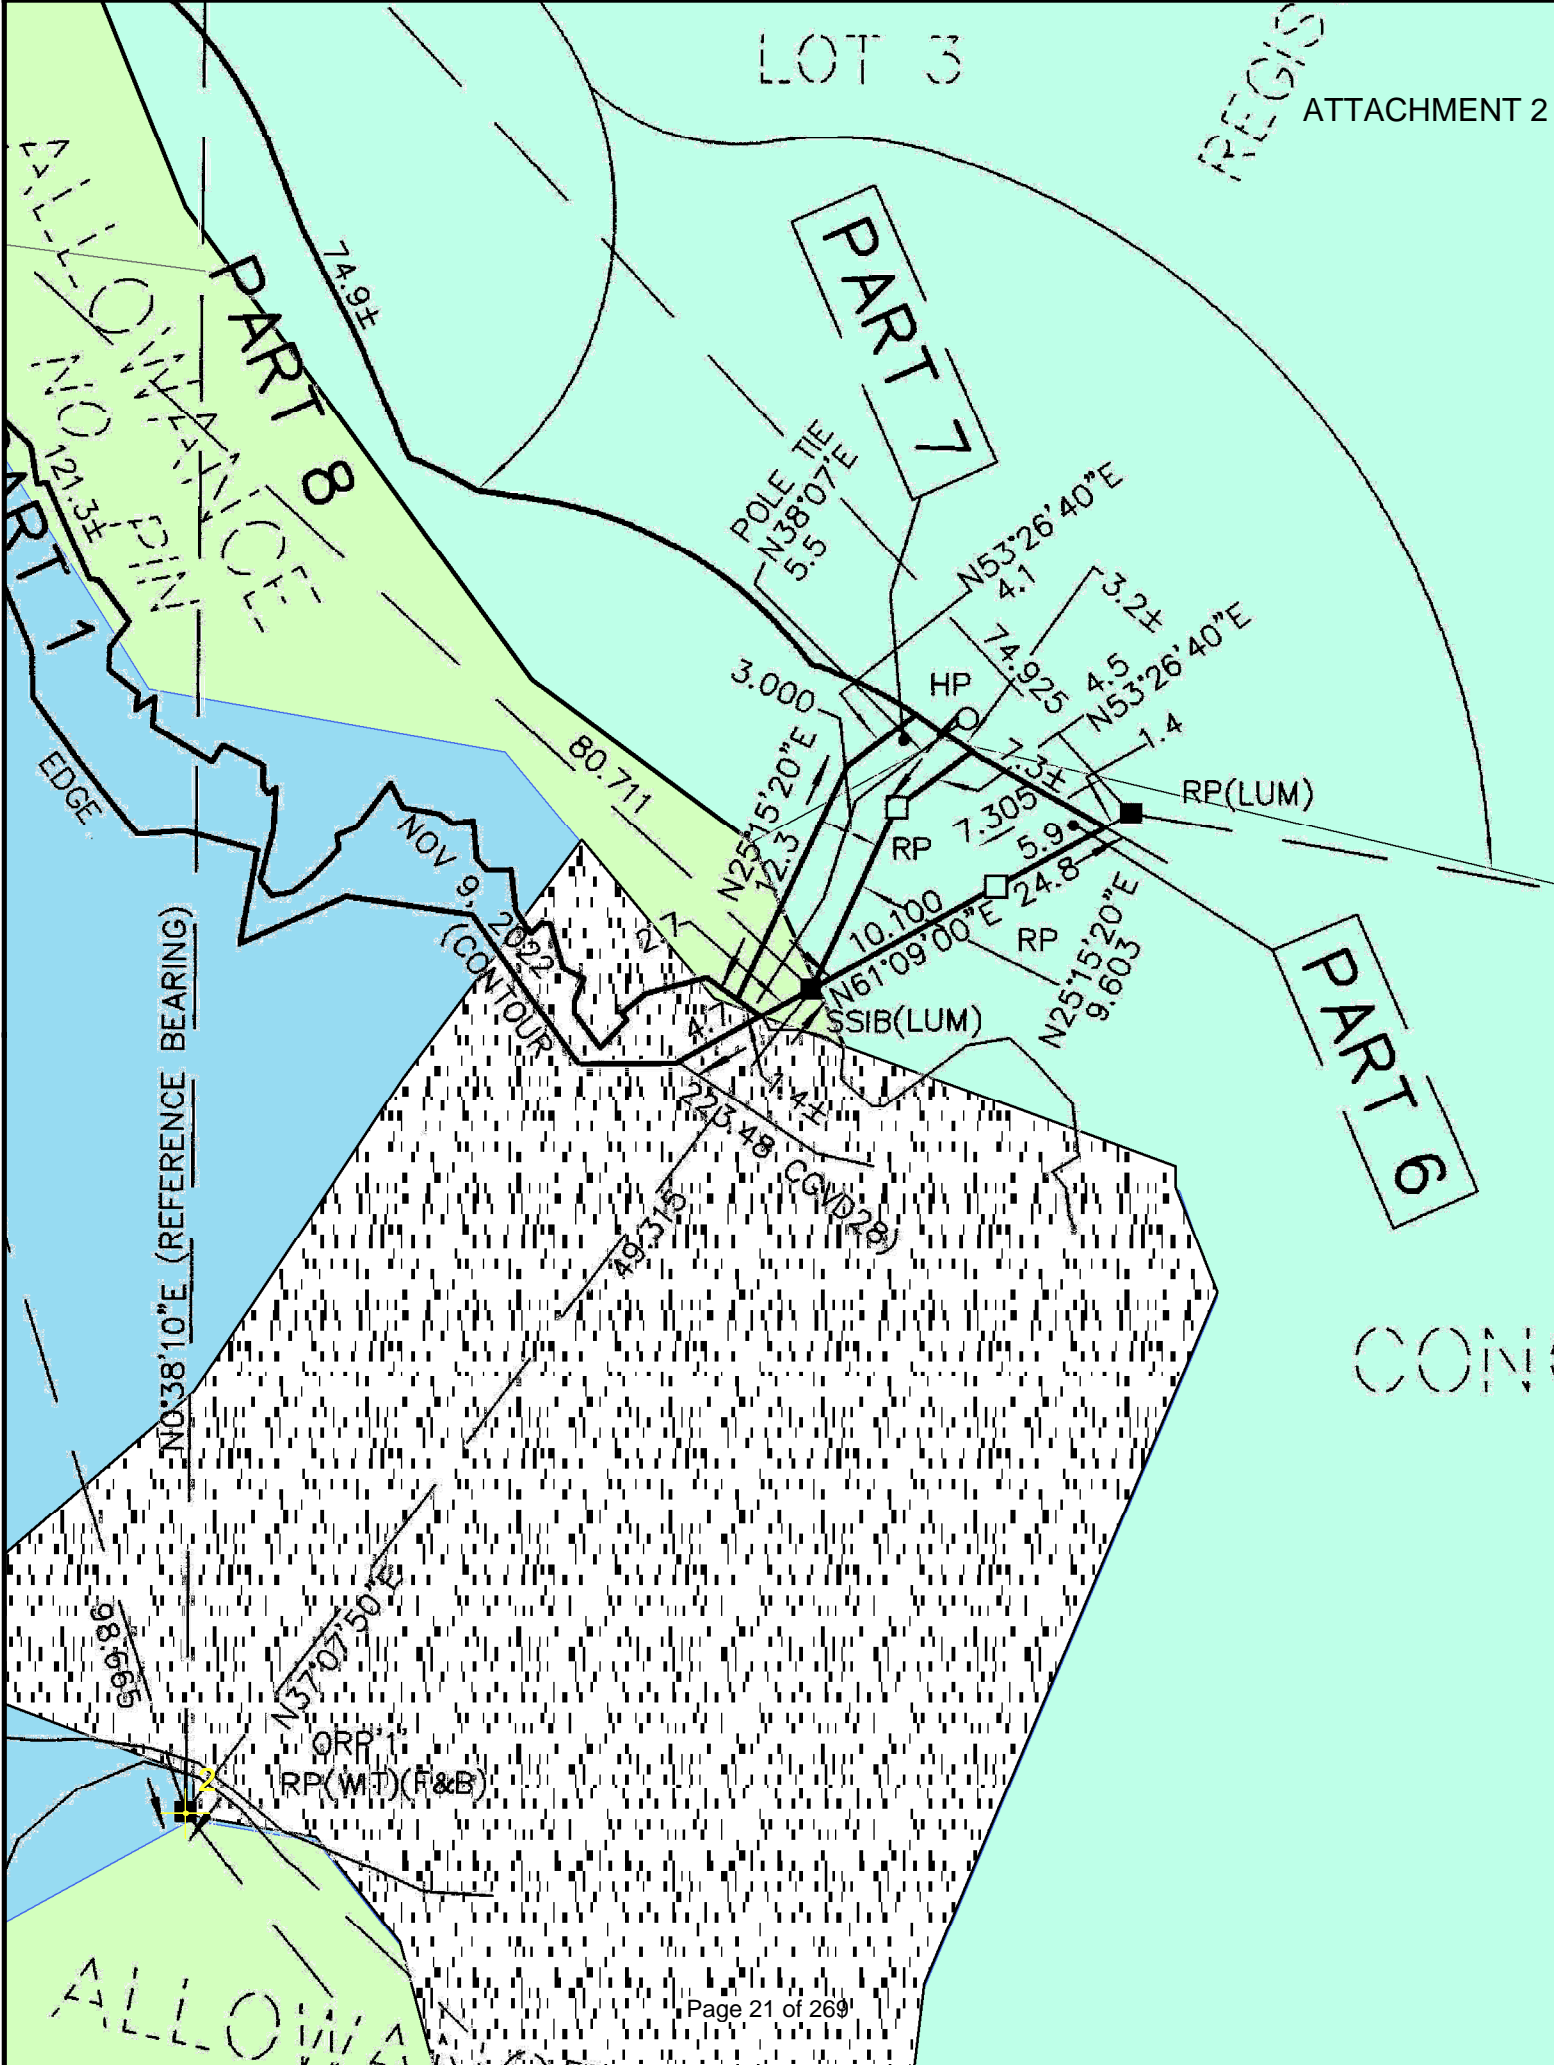 LOT 3
REGIS
ATTACHMENT 2
ALLOWANCE
NO PIN
PART 8
74.9±
PART 7
121.3±
ART 1
POLE TIE
N38°07'E
5.5
N53°26'40"E
4.1
3.2±
74.925
4.5
N53°26'40"E
1.4
HP
3.000
7.3±
7.305
RP(LUM)
RP
5.9
24.8
EDGE
NOV 9, 2022
(CONTOUR
223.48 CGVD28)
80.711
N25°15'20"E
12.3
2.7
10.100
N61°09'00"E
RP
N25°15'20"E
9.603
PART 6
SSIB(LUM)
4.7
1.4±
N0°38'10"E (REFERENCE BEARING)
49.315
N37°07'50"E
CON
98.665
ORP'1'
RP(WIT)(F&B)
2
ALLOWA
Page 21 of 269